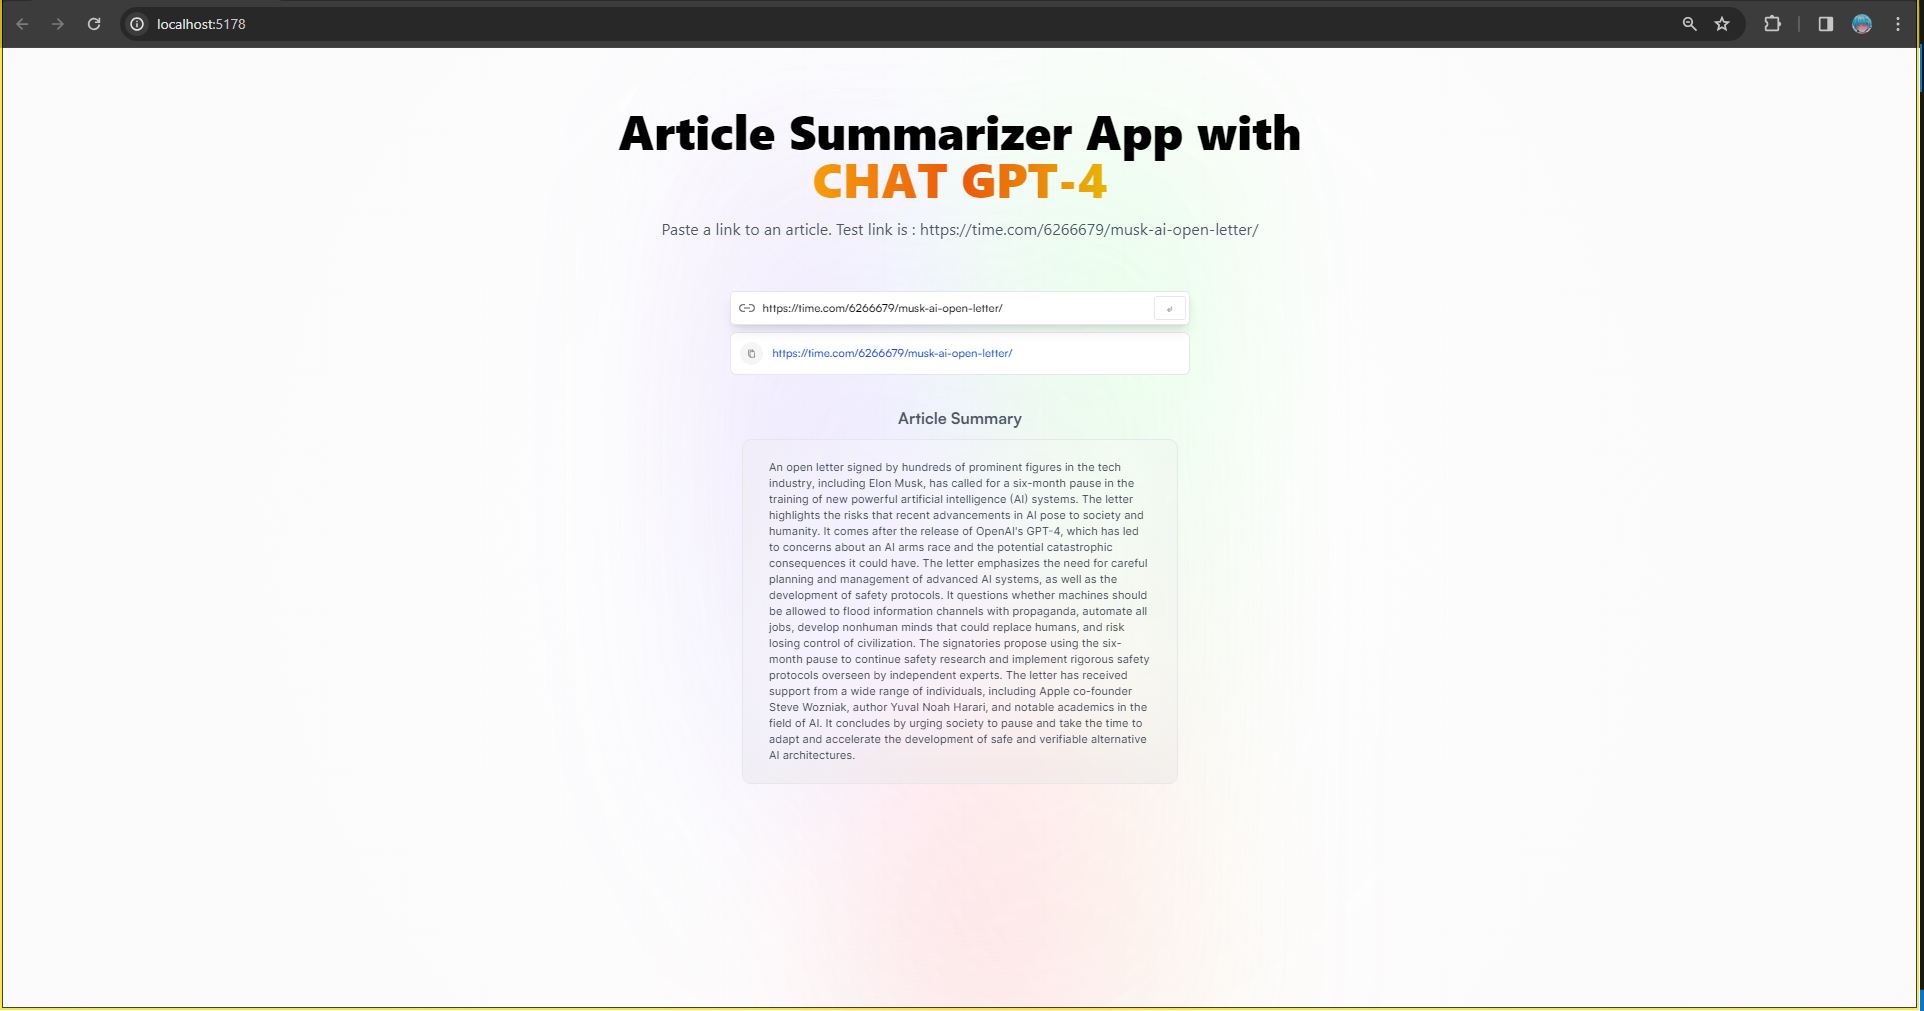 localhost:5178
Article Summarizer App with
CHAT GPT-4
Paste a link to an article. Test link is : https://time.com/6266679/musk-ai-open-letter/
https://time.com/6266679/musk-ai-open-letter/
https://time.com/6266679/musk-ai-open-letter/
Article Summary
An open letter signed by hundreds of prominent figures in the tech
industry, including Elon Musk, has called for a six-month pause in the
training of new powerful artificial intelligence (AI) systems. The letter
highlights the risks that recent advancements in AI pose to society and
humanity. It comes after the release of OpenAI's GPT-4, which has led
to concerns about an AI arms race and the potential catastrophic
consequences it could have. The letter emphasizes the need for careful
planning and management of advanced AI systems, as well as the
development of safety protocols. It questions whether machines should
be allowed to flood information channels with propaganda, automate all
jobs, develop nonhuman minds that could replace humans, and risk
losing control of civilization. The signatories propose using the six-
month pause to continue safety research and implement rigorous safety
protocols overseen by independent experts. The letter has received
support from a wide range of individuals, including Apple co-founder
Steve Wozniak, author Yuval Noah Harari, and notable academics in the
field of AI. It concludes by urging society to pause and take the time to
adapt and accelerate the development of safe and verifiable alternative
AI architectures.